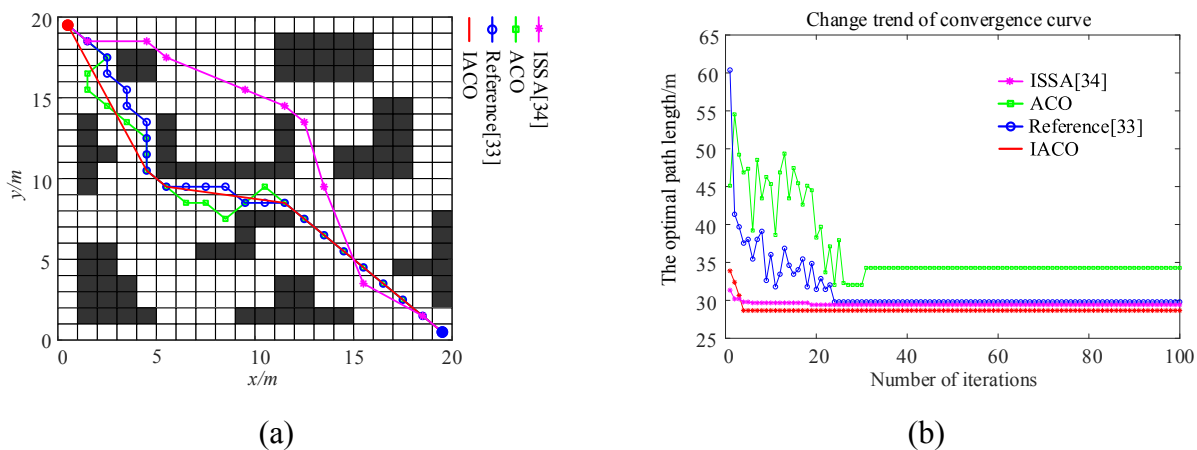 20
15
10
5
0
y/m
0
5
10
15
20
x/m
IACO
Reference[33]
ACO
ISSA[34]
(a)
Change trend of convergence curve
65
60
55
50
45
40
35
30
25
The optimal path length/m
ISSA[34]
ACO
Reference[33]
IACO
0
20
40
60
80
100
Number of iterations
(b)